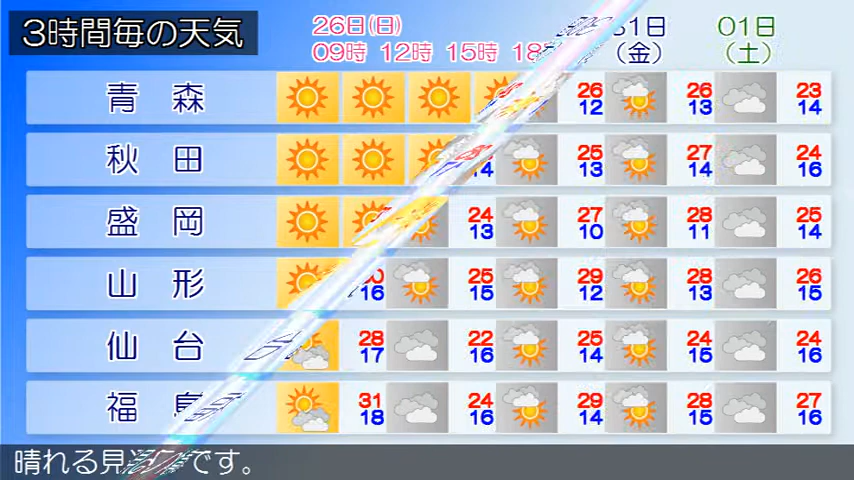 3時間毎の天気
26日(日)
09時 12時 15時
31日
(金)
01日
(土)
青森 26 12 26 13 23 14
秋田 25 13 27 14 24 16
盛岡 24 13 27 10 28 11 25 14
山形 16 25 15 29 12 28 13 26 15
仙台 28 17 22 16 25 14 24 15 24 16
福島 31 18 24 16 29 14 28 15 27 16
晴れる見 です。